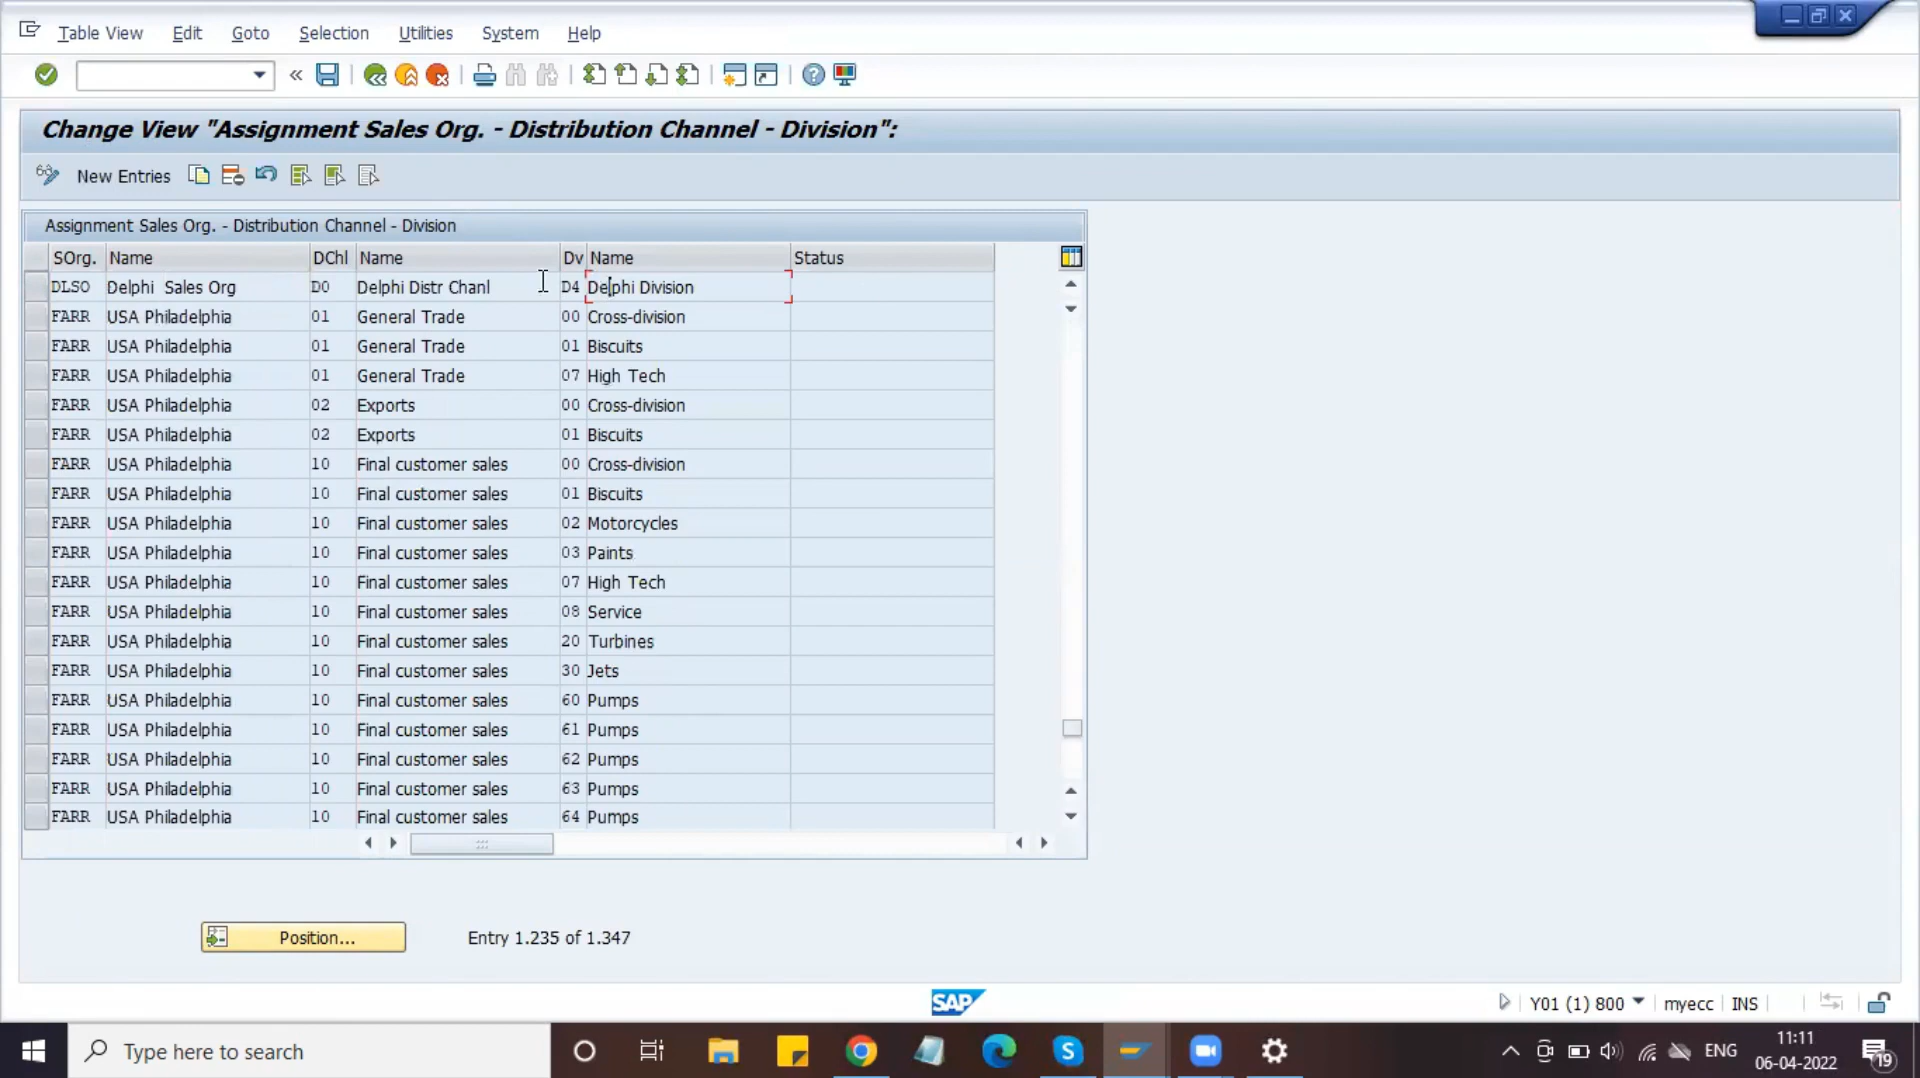 Table View Edit Goto Selection Utilities System Help
Change View "Assignment Sales Org. - Distribution Channel - Division":
New Entries
Assignment Sales Org. - Distribution Channel - Division
SOrg. Name DChl Name Dv Name Status
DLSO Delphi Sales Org D0 Delphi Distr Chanl D4 Delphi Division
FARR USA Philadelphia 01 General Trade 00 Cross-division
FARR USA Philadelphia 01 General Trade 01 Biscuits
FARR USA Philadelphia 01 General Trade 07 High Tech
FARR USA Philadelphia 02 Exports 00 Cross-division
FARR USA Philadelphia 02 Exports 01 Biscuits
FARR USA Philadelphia 10 Final customer sales 00 Cross-division
FARR USA Philadelphia 10 Final customer sales 01 Biscuits
FARR USA Philadelphia 10 Final customer sales 02 Motorcycles
FARR USA Philadelphia 10 Final customer sales 03 Paints
FARR USA Philadelphia 10 Final customer sales 07 High Tech
FARR USA Philadelphia 10 Final customer sales 08 Service
FARR USA Philadelphia 10 Final customer sales 20 Turbines
FARR USA Philadelphia 10 Final customer sales 30 Jets
FARR USA Philadelphia 10 Final customer sales 60 Pumps
FARR USA Philadelphia 10 Final customer sales 61 Pumps
FARR USA Philadelphia 10 Final customer sales 62 Pumps
FARR USA Philadelphia 10 Final customer sales 63 Pumps
FARR USA Philadelphia 10 Final customer sales 64 Pumps
Position... Entry 1.235 of 1.347
SAP Y01 (1) 800 myecc INS
Type here to search ENG 11:11
06-04-2022 19